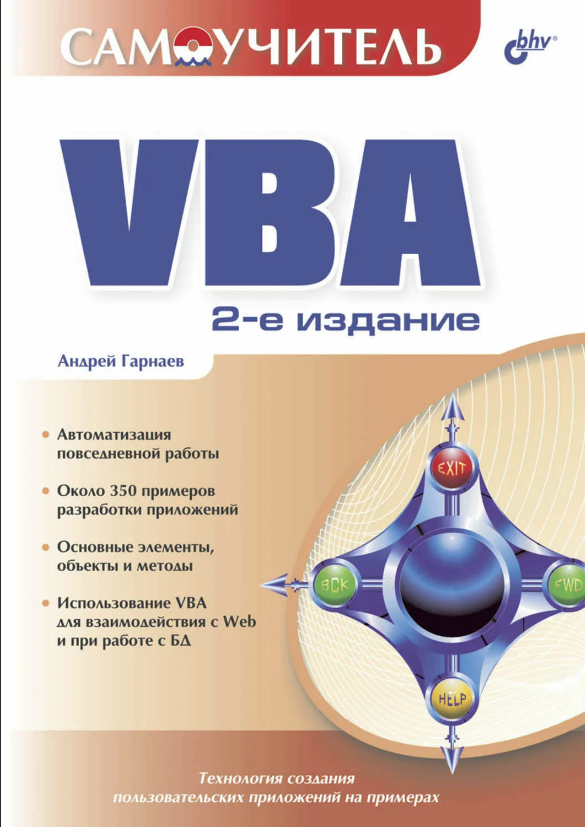 САМОУЧИТЕЛЬ
bhv®
VBA
2-е издание
Андрей Гарнаев
• Автоматизация
повседневной работы
• Около 350 примеров
разработки приложений
• Основные элементы,
объекты и методы
• Использование VBA
для взаимодействия с Web
и при работе с БД
EXIT
BCK
FWD
HELP
Технология создания
пользовательских приложений на примерах